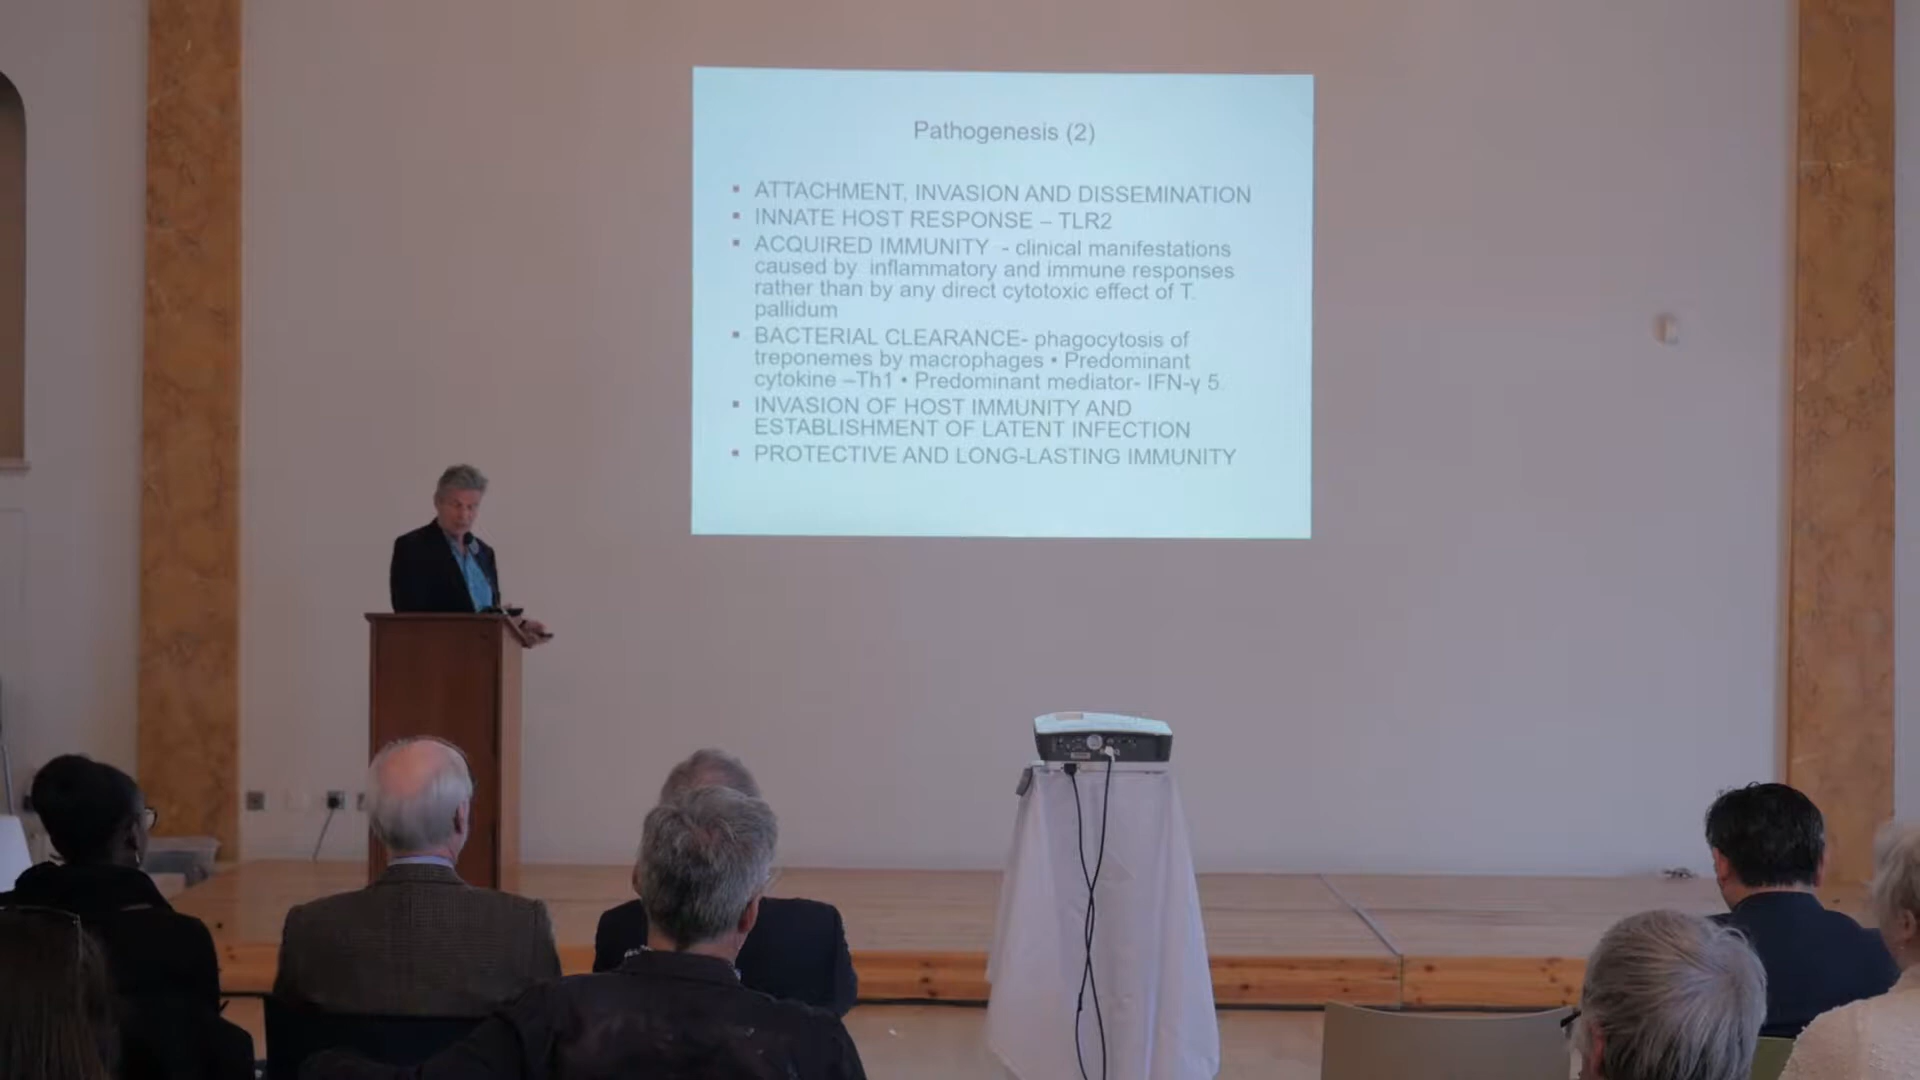 Pathogenesis (2)
▪ ATTACHMENT, INVASION AND DISSEMINATION
▪ INNATE HOST RESPONSE – TLR2
▪ ACQUIRED IMMUNITY - clinical manifestations
caused by inflammatory and immune responses
rather than by any direct cytotoxic effect of T.
pallidum
▪ BACTERIAL CLEARANCE- phagocytosis of
treponemes by macrophages • Predominant
cytokine –Th1 • Predominant mediator- IFN-γ 5.
▪ INVASION OF HOST IMMUNITY AND
ESTABLISHMENT OF LATENT INFECTION
▪ PROTECTIVE AND LONG-LASTING IMMUNITY